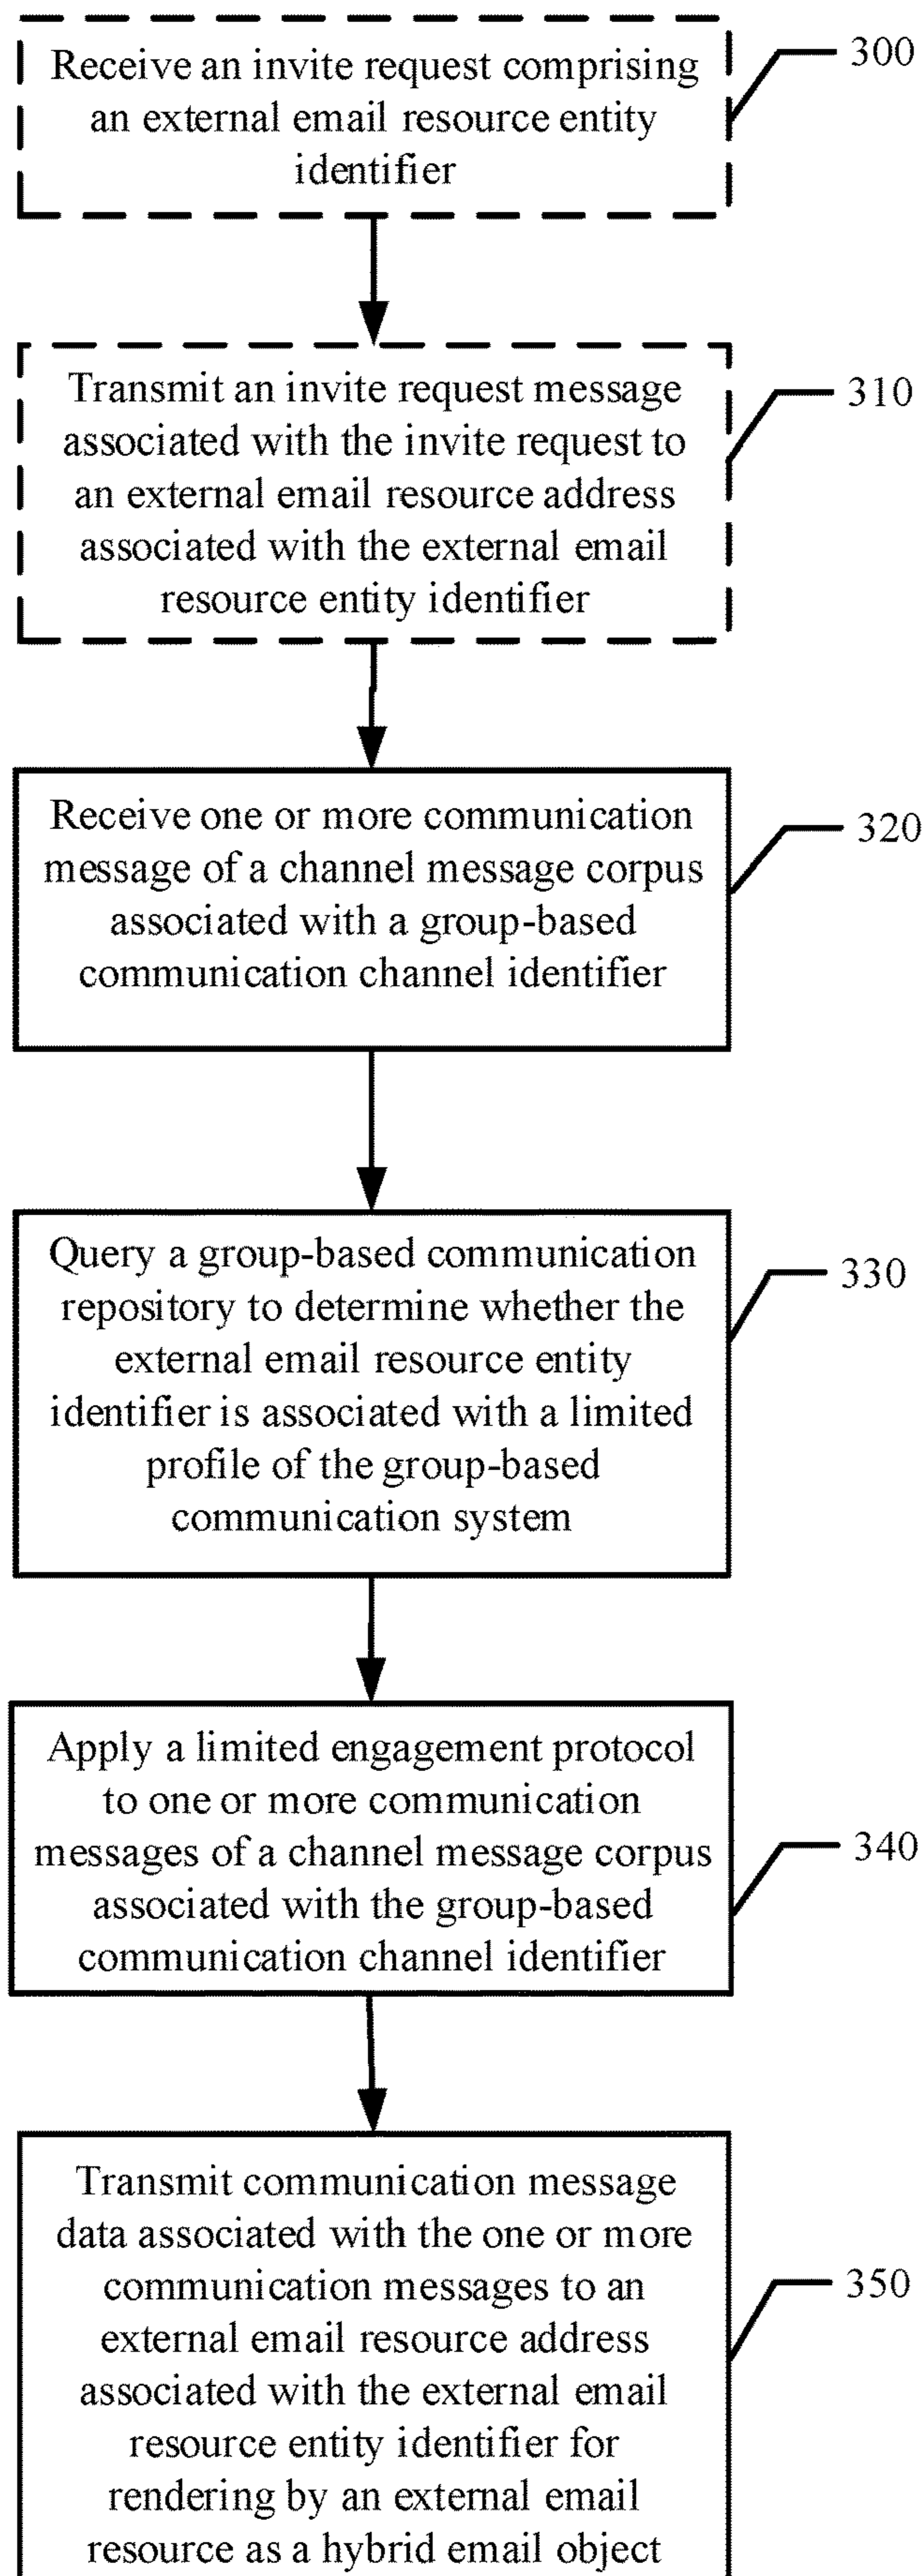 Receive an invite request comprising
an external email resource entity
identifier
300
Transmit an invite request message
associated with the invite request to
an external email resource address
associated with the external email
resource entity identifier
310
Receive one or more communication
message of a channel message corpus
associated with a group-based
communication channel identifier
320
Query a group-based communication
repository to determine whether the
external email resource entity
identifier is associated with a limited
profile of the group-based
communication system
330
Apply a limited engagement protocol
to one or more communication
messages of a channel message corpus
associated with the group-based
communication channel identifier
340
Transmit communication message
data associated with the one or more
communication messages to an
external email resource address
associated with the external email
resource entity identifier for
rendering by an external email
resource as a hybrid email object
350